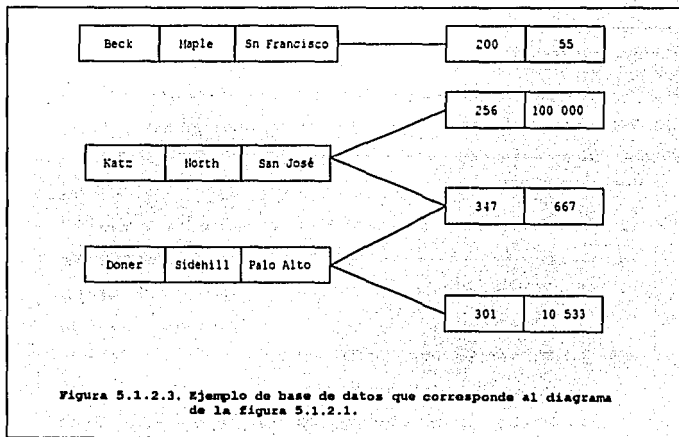 Beck Maple Sn Francisco 200 55
256 100 000
Katz North San José
347 667
Doner Sidehill Palo Alto
301 10 533
Figura 5.1.2.3. Ejemplo de base de datos que corresponde al diagrama
de la figura 5.1.2.1.